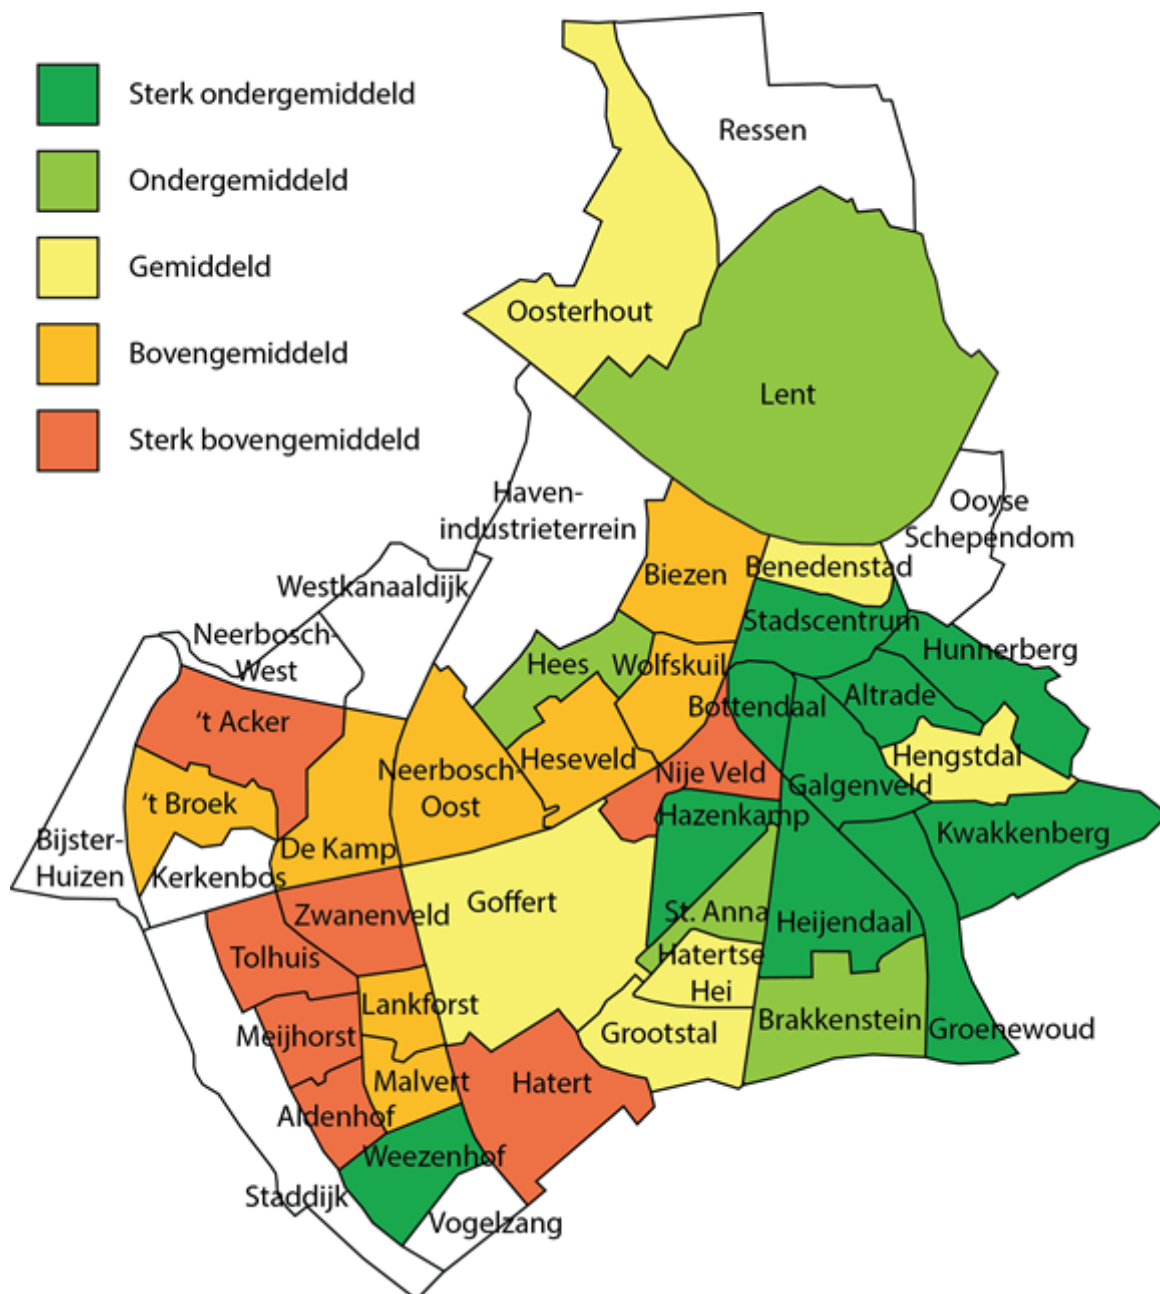 Sterk ondergemiddeld
Ondergemiddeld
Gemiddeld
Bovengemiddeld
Sterk bovengemiddeld
Ressen
Oosterhout
Lent
Haven-
industrieterrein
Ooyse
Schependom
Biezen
Benedenstad
Westkanaaldijk
Stadscentrum
Neerbosch-
West
Hees
Wolfskuil
Hunnerberg
Altrade
't Acker
Bottendaal
Heseveld
Nije Veld
Hengstdal
Neerbosch-
Oost
Galgenveld
't Broek
Hazenkamp
Kwakkenberg
Bijster-
Huizen
De Kamp
Kerkenbos
Goffert
Zwanenveld
St. Anna
Heijendaal
Tolhuis
Hatertse
Hei
Lankforst
Meijhorst
Grootstal
Brakkenstein
Groenewoud
Malvert
Hatert
Aldenhof
Weezenhof
Staddijk
Vogelzang